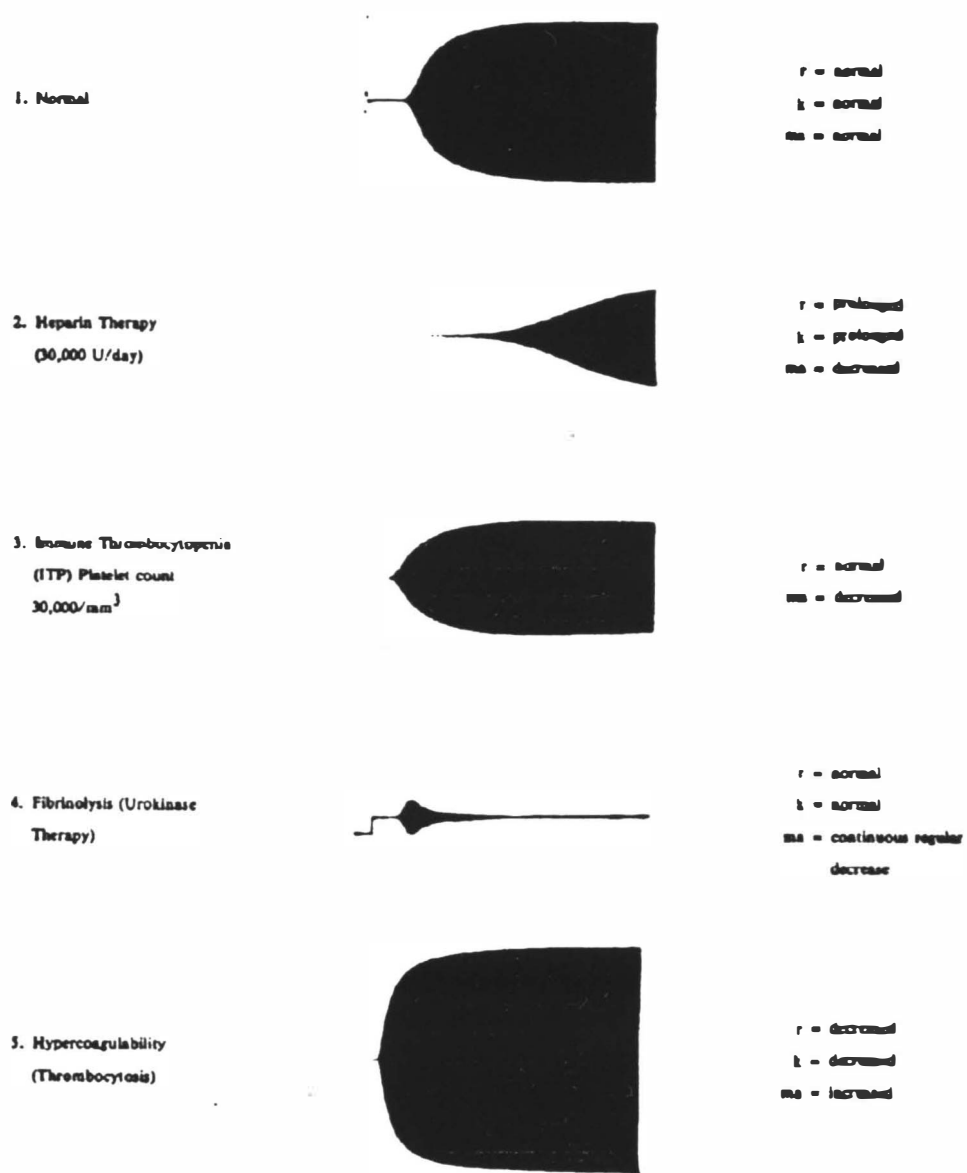 1. Normal
r = normal
k = normal
ma = normal
2. Heparin Therapy
(30,000 U/day)
r = prolonged
k = prolonged
ma = decreased
3. Immune Thrombocytopenia
(ITP) Platelet count
30,000/mm³
r = normal
ma = decreased
4. Fibrinolysis (Urokinase
Therapy)
r = normal
k = normal
ma = continuous regular
decrease
5. Hypercoagulability
(Thrombocytosis)
r = decreased
k = decreased
ma = increased